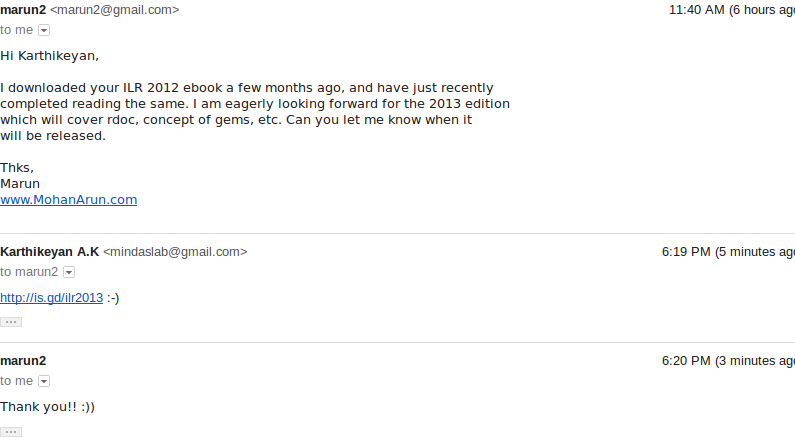 marun2 <marun2@gmail.com> 11:40 AM (6 hours ago
to me
Hi Karthikeyan,
I downloaded your ILR 2012 ebook a few months ago, and have just recently
completed reading the same. I am eagerly looking forward for the 2013 edition
which will cover rdoc, concept of gems, etc. Can you let me know when it
will be released.
Thks,
Marun
www.MohanArun.com
Karthikeyan A.K <mindaslab@gmail.com> 6:19 PM (5 minutes ago
to marun2
http://is.gd/ilr2013 :-)
marun2 6:20 PM (3 minutes ago
to me
Thank you!! :))